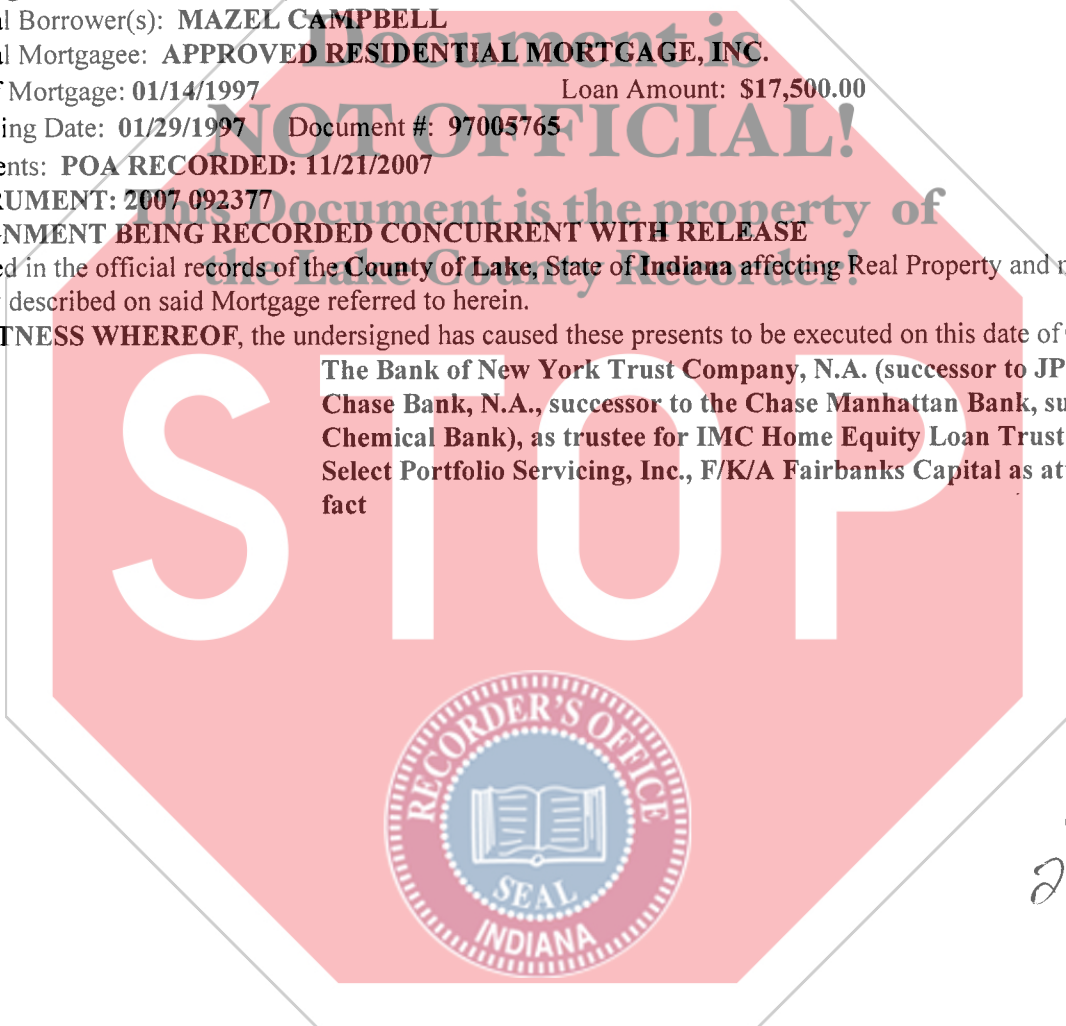 l Borrower(s): MAZEL CAMPBELL
l Mortgagee: APPROVED RESIDENTIAL MORTGAGE, INC.
Mortgage: 01/14/1997 Loan Amount: $17,500.00
ing Date: 01/29/1997 Document #: 97005765
ents: POA RECORDED: 11/21/2007
RUMENT: 2007 092377
NMENT BEING RECORDED CONCURRENT WITH RELEASE
ed in the official records of the County of Lake, State of Indiana affecting Real Property and
described on said Mortgage referred to herein.
TNESS WHEREOF, the undersigned has caused these presents to be executed on this date of
The Bank of New York Trust Company, N.A. (successor to JP
Chase Bank, N.A., successor to the Chase Manhattan Bank, su
Chemical Bank), as trustee for IMC Home Equity Loan Trust
Select Portfolio Servicing, Inc., F/K/A Fairbanks Capital as at
fact
Document is
NOT OFFICIAL!
This Document is the property of
the Lake County Recorder!
STOP
RECORDER'S OFFICE
SEAL
INDIANA
2